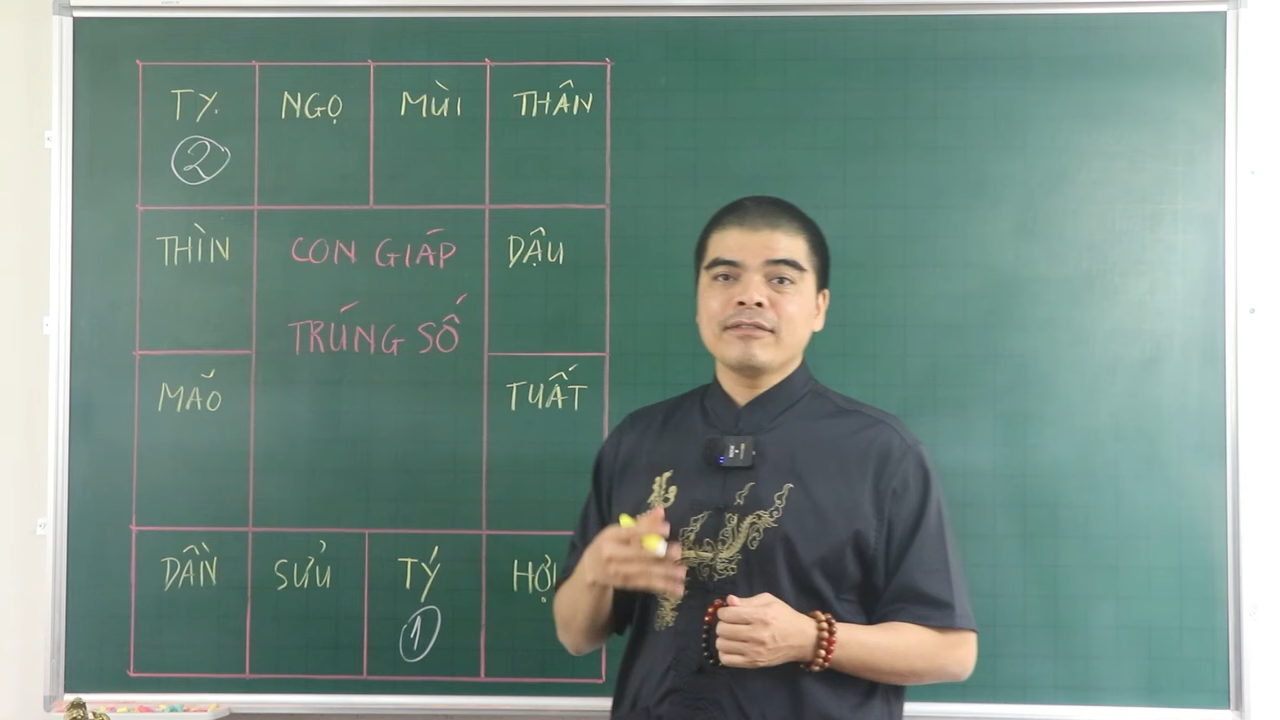 TỴ NGỌ MÙI THÂN
②
THÌN CON GIÁP DẬU
TRÚNG SỐ
MÃO TUẤT
DẦN SỬU TÝ HỢI
①